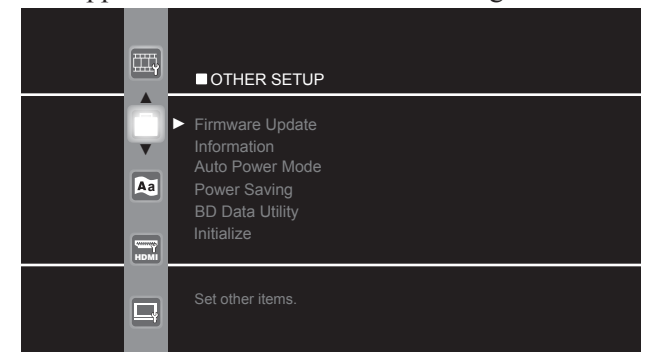 OTHER SETUP
Firmware Update
Information
Auto Power Mode
Power Saving
Aa
BD Data Utility
Initialize
HDMI
Set other items.